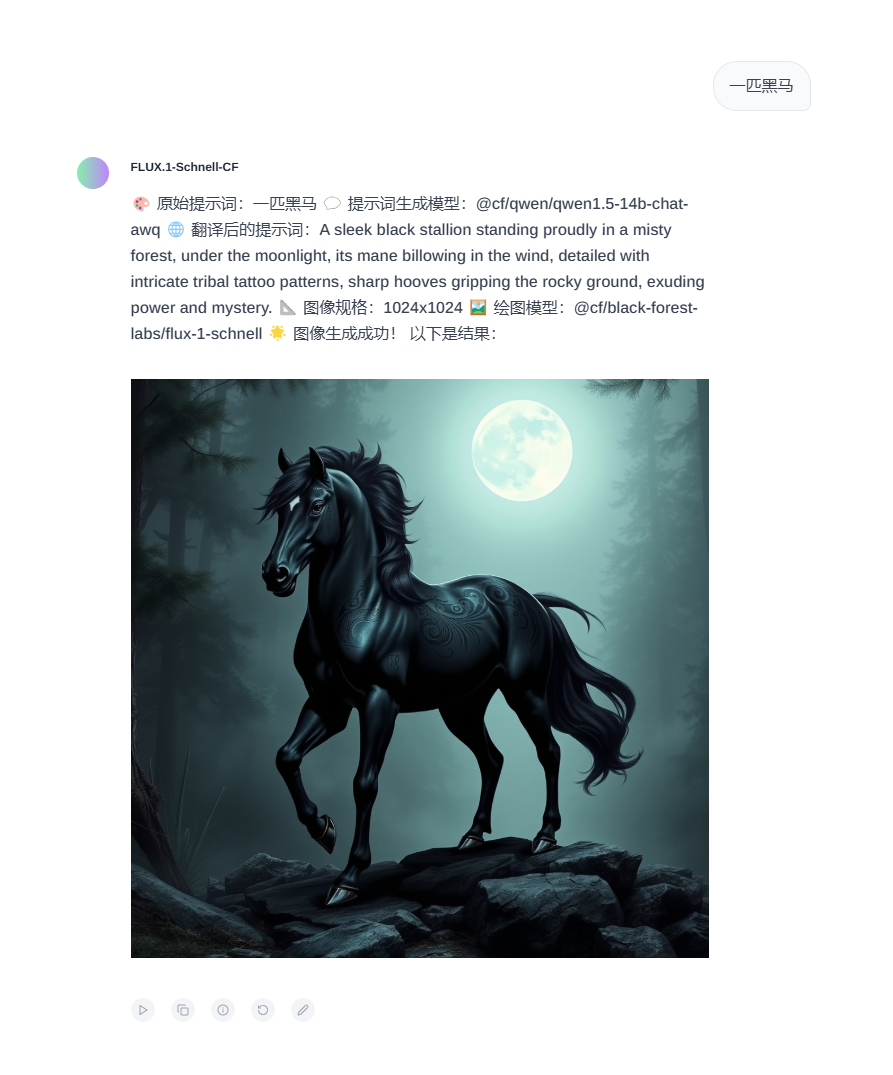 一匹黑马
FLUX.1-Schnell-CF
🎨 原始提示词：一匹黑马 💬 提示词生成模型：@cf/qwen/qwen1.5-14b-chat-
awq 🌐 翻译后的提示词：A sleek black stallion standing proudly in a misty
forest, under the moonlight, its mane billowing in the wind, detailed with
intricate tribal tattoo patterns, sharp hooves gripping the rocky ground, exuding
power and mystery. 📐 图像规格：1024x1024 🖼️ 绘图模型：@cf/black-forest-
labs/flux-1-schnell 🌟 图像生成成功！ 以下是结果：